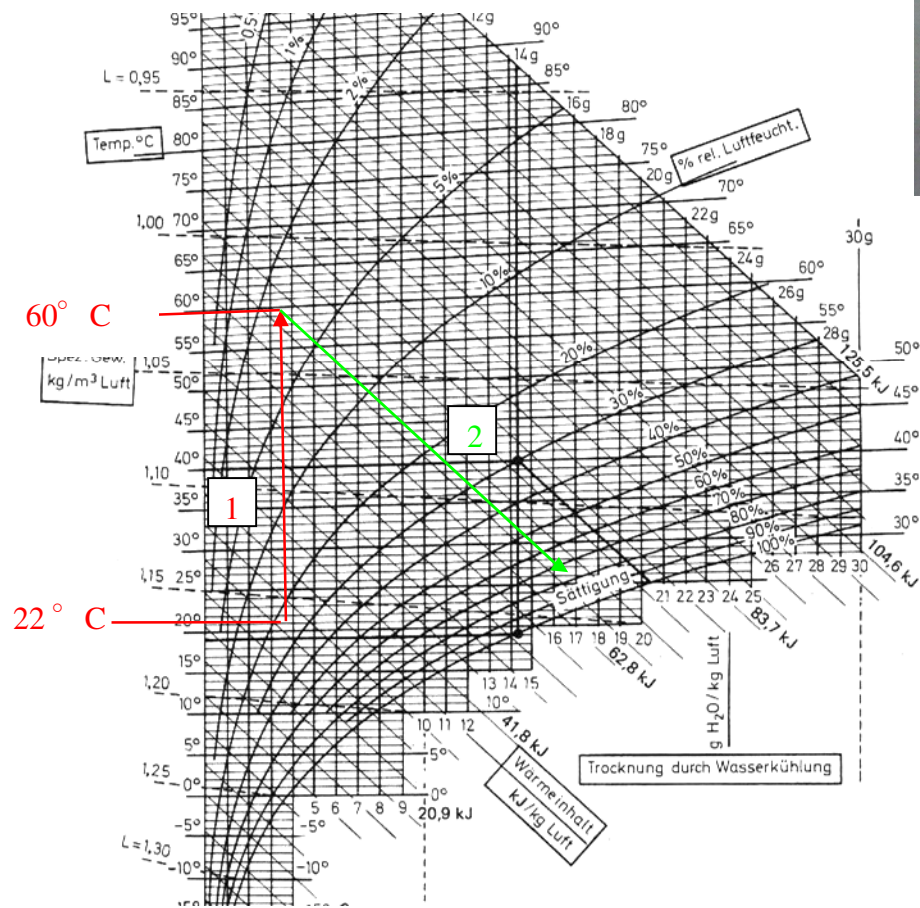 12g
95°
0,5
1%
14g
90°
90°
L = 0,95
2%
85°
85°
16g
80°
18g
Temp.°C
80°
75°
% rel. Luftfeucht.
20g
75°
5%
70°
22g
1,00
70°
65°
30g
65°
24g
10%
60°
26g
60° C
60°
55°
28g
55°
20%
50°
125,5 kJ
1,05
50°
kg/m³ Luft
30%
45°
45°
40%
2
40°
40°
50%
1,10
60%
35°
35°
70%
1
80%
30°
30°
90%
100%
26 27 28 29 30
104,6 kJ
1,15
25°
Sättigung
21 22 23 24 25
83,7 kJ
22° C
20°
16 17 18 19 20
62,8 kJ
15°
13 14 15
1,20
10°
10°
10 11 12
41,8 kJ
g H₂O/kg Luft
5°
5°
Wärmeinhalt
kJ/kg Luft
Trocknung durch Wasserkühlung
1,25
0°
0°
5 6 7 8 9
20,9 kJ
-5°
-5°
L = 1,30
-10°
-10°